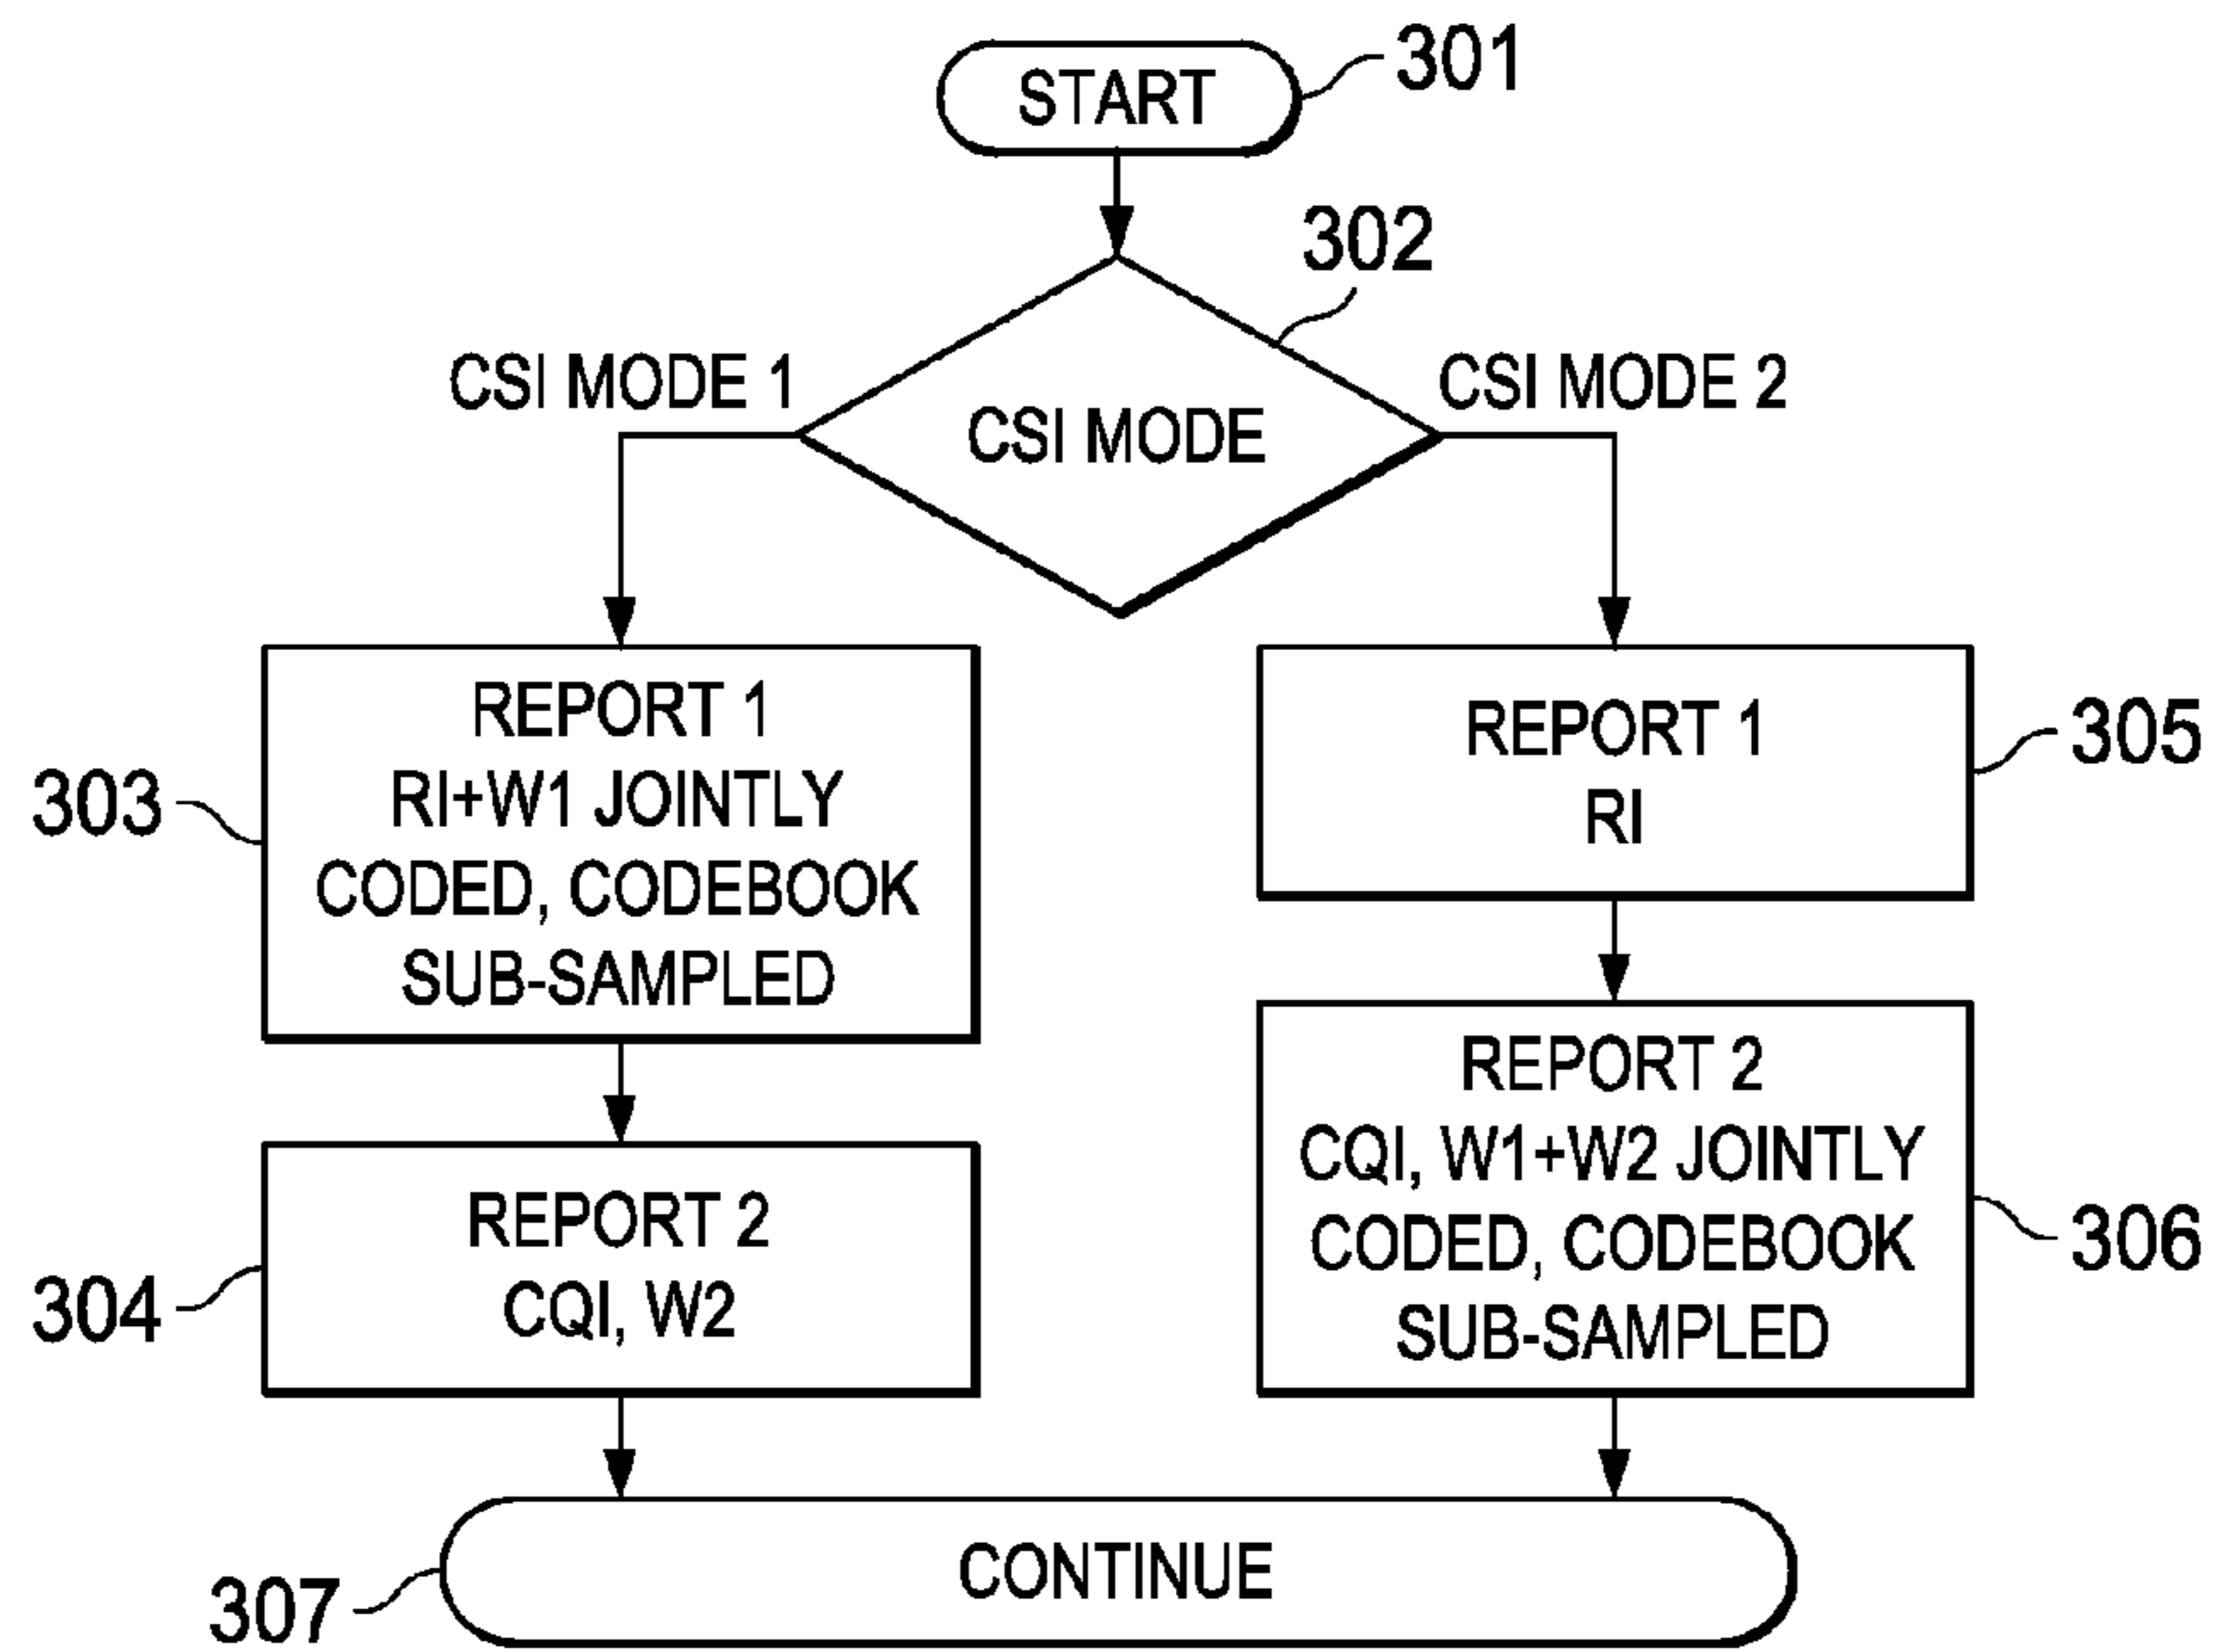 START
301
302
CSI MODE 1
CSI MODE
CSI MODE 2
303
REPORT 1
RI+W1 JOINTLY
CODED, CODEBOOK
SUB-SAMPLED
304
REPORT 2
CQI, W2
REPORT 1
RI
305
REPORT 2
CQI, W1+W2 JOINTLY
CODED, CODEBOOK
SUB-SAMPLED
306
CONTINUE
307